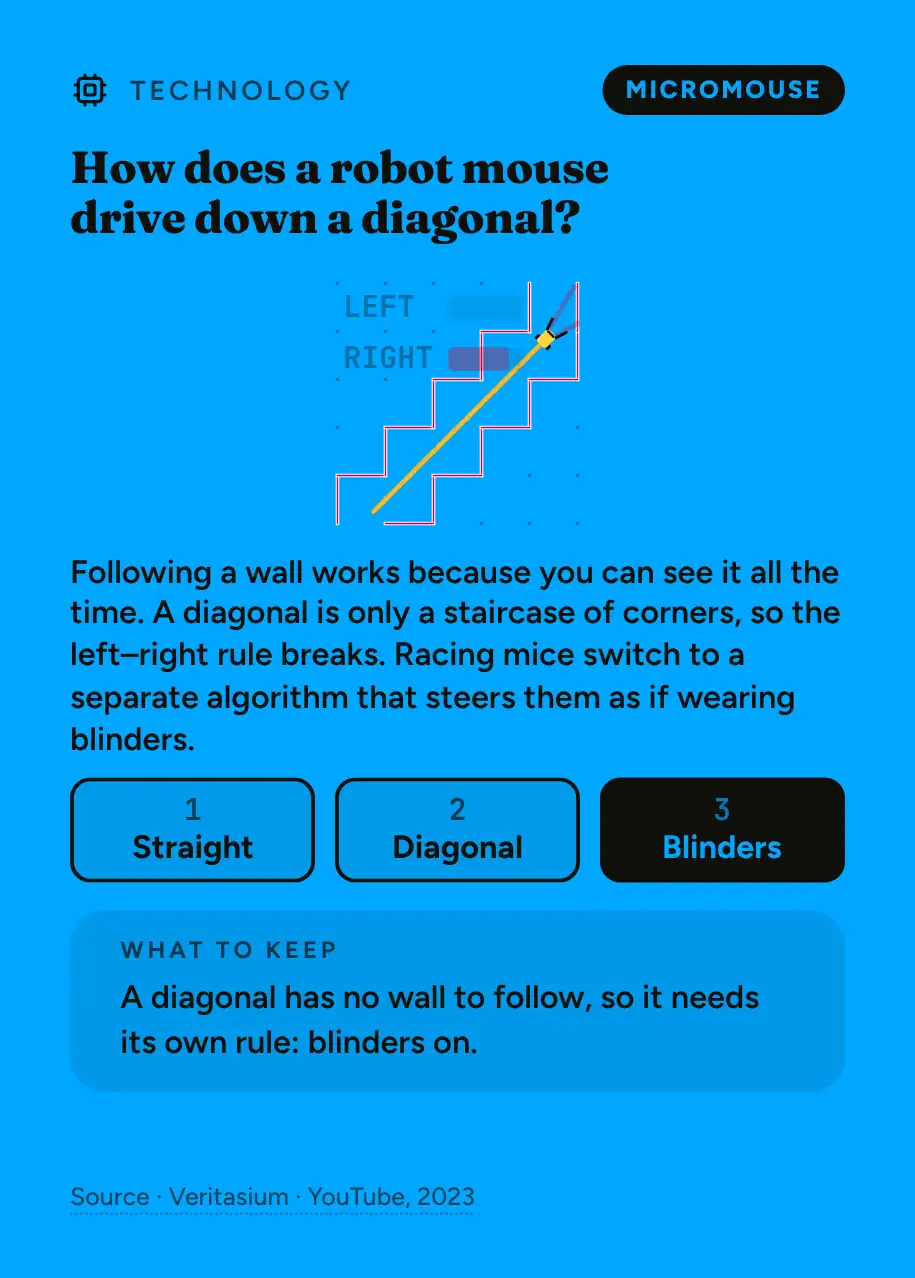 TECHNOLOGY
MICROMOUSE
How does a robot mouse
drive down a diagonal?
LEFT
RIGHT
Following a wall works because you can see it all the
time. A diagonal is only a staircase of corners, so the
left–right rule breaks. Racing mice switch to a
separate algorithm that steers them as if wearing
blinders.
1
Straight
2
Diagonal
3
Blinders
WHAT TO KEEP
A diagonal has no wall to follow, so it needs
its own rule: blinders on.
Source · Veritasium · YouTube, 2023